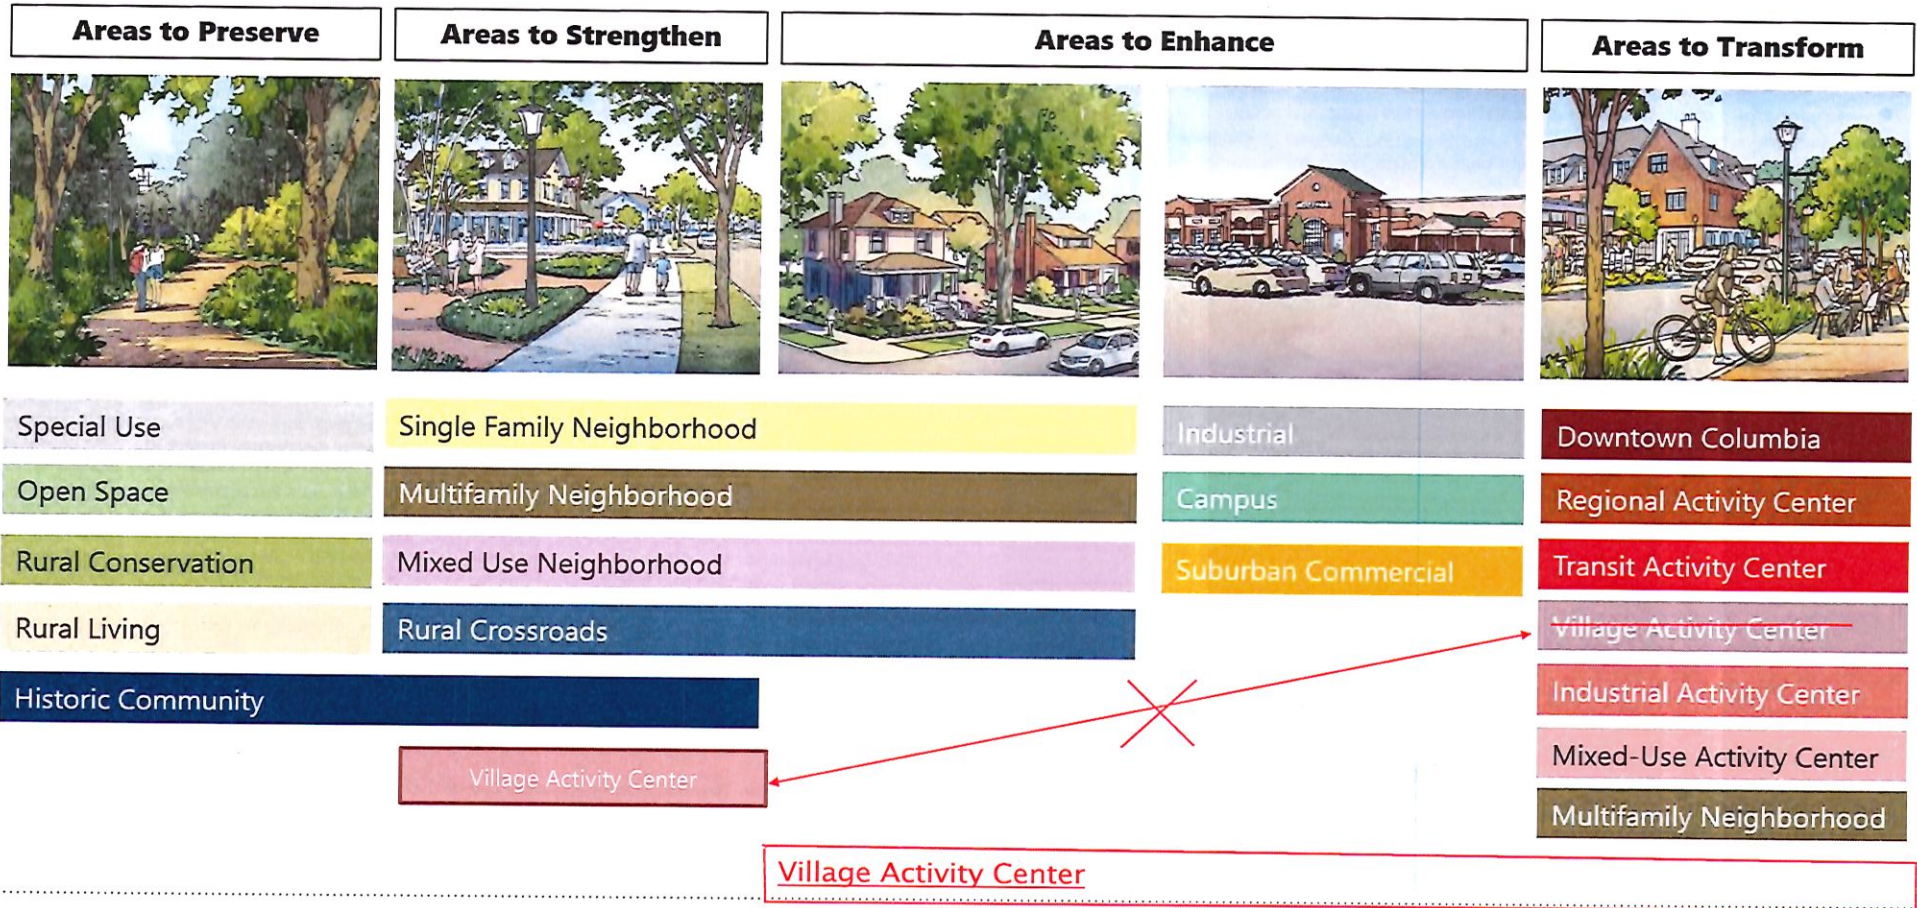 Areas to Preserve
Areas to Strengthen
Areas to Enhance
Areas to Transform
Special Use
Single Family Neighborhood
Industrial
Downtown Columbia
Open Space
Multifamily Neighborhood
Campus
Regional Activity Center
Rural Conservation
Mixed Use Neighborhood
Suburban Commercial
Transit Activity Center
Rural Living
Rural Crossroads
Village Activity Center
Historic Community
Industrial Activity Center
Village Activity Center
Mixed-Use Activity Center
Multifamily Neighborhood
Village Activity Center